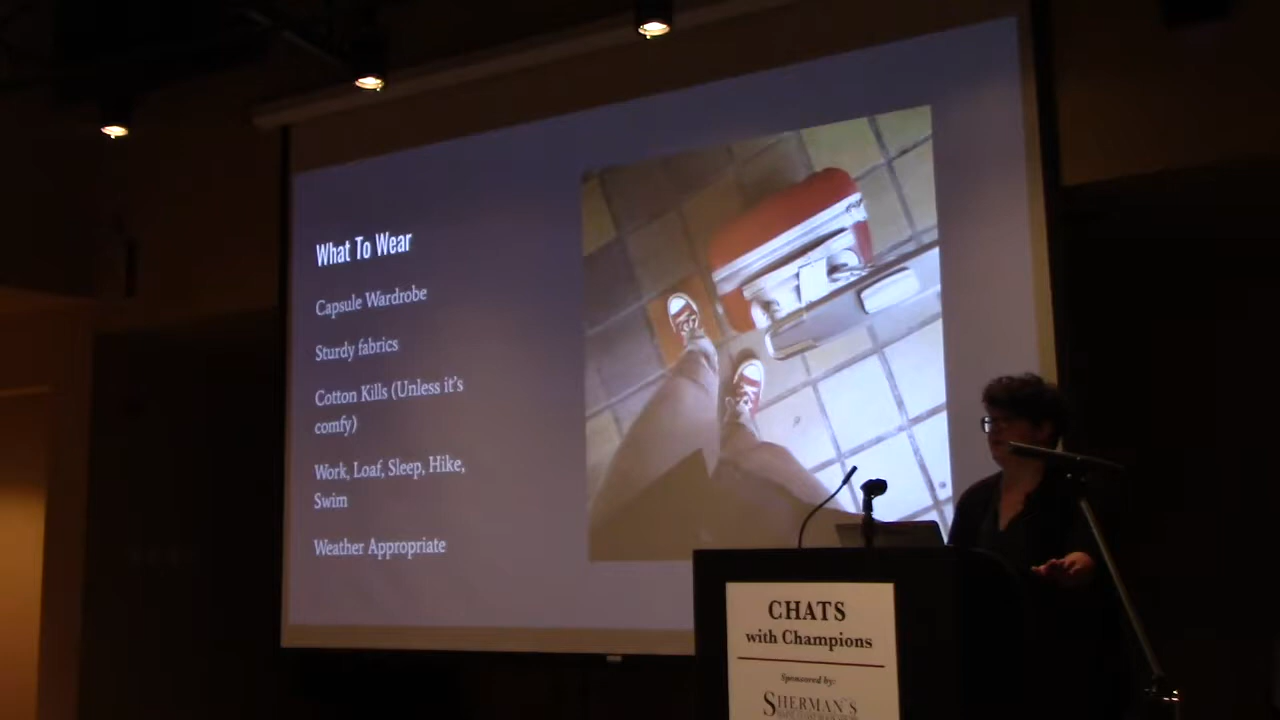 What To Wear
Capsule Wardrobe
Sturdy fabrics
Cotton Kills (Unless it's
comfy)
Work, Loaf, Sleep, Hike,
Swim
Weather Appropriate
CHATS
with Champions
Sponsored by:
SHERMAN'S